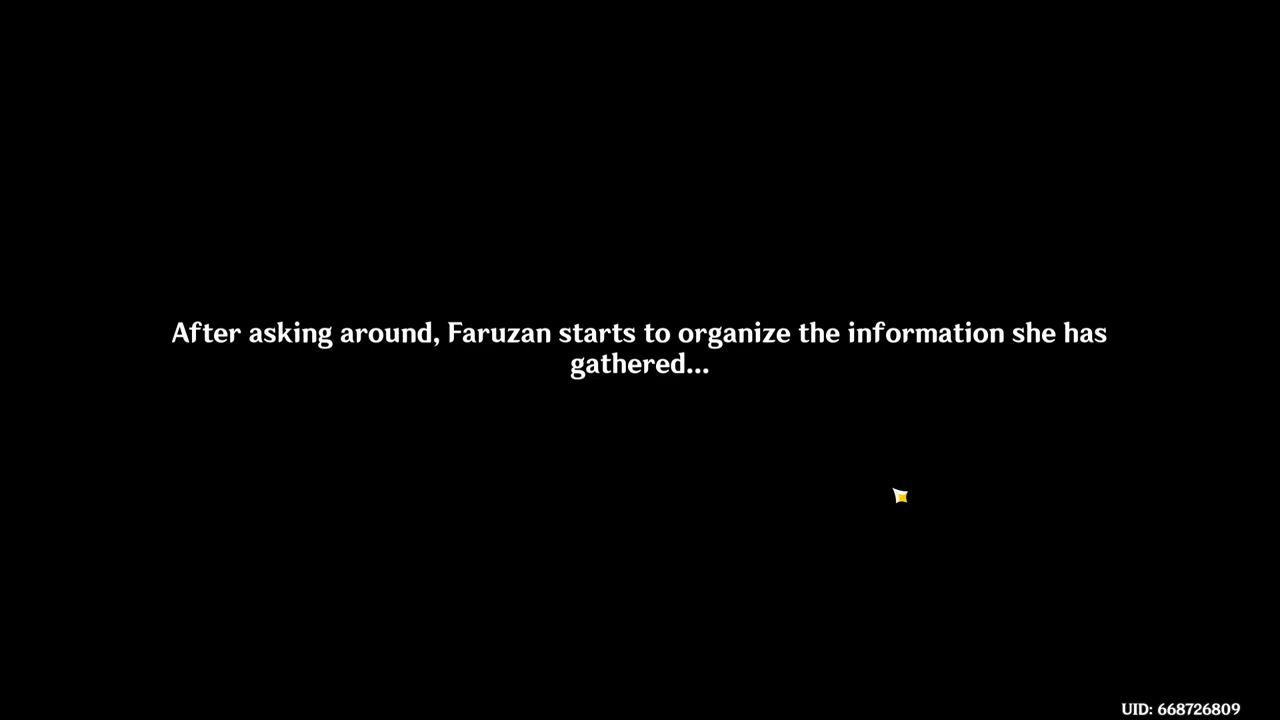 After asking around, Faruzan starts to organize the information she has
gathered...
UID: 668726809